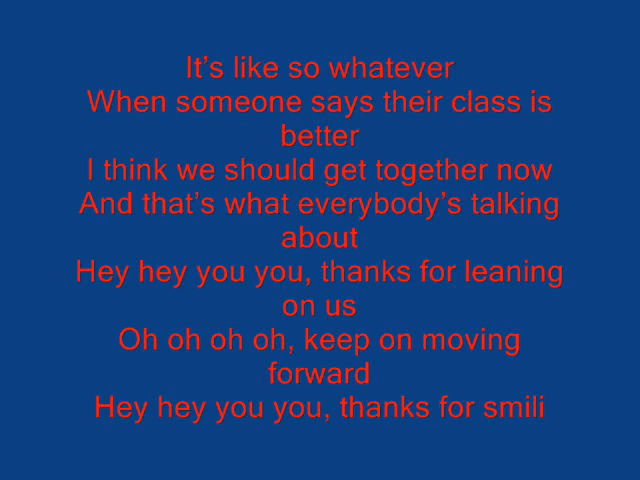 It’s like so whatever
When someone says their class is
better
I think we should get together now
And that’s what everybody’s talking
about
Hey hey you you, thanks for leaning
on us
Oh oh oh oh, keep on moving
forward
Hey hey you you, thanks for smili